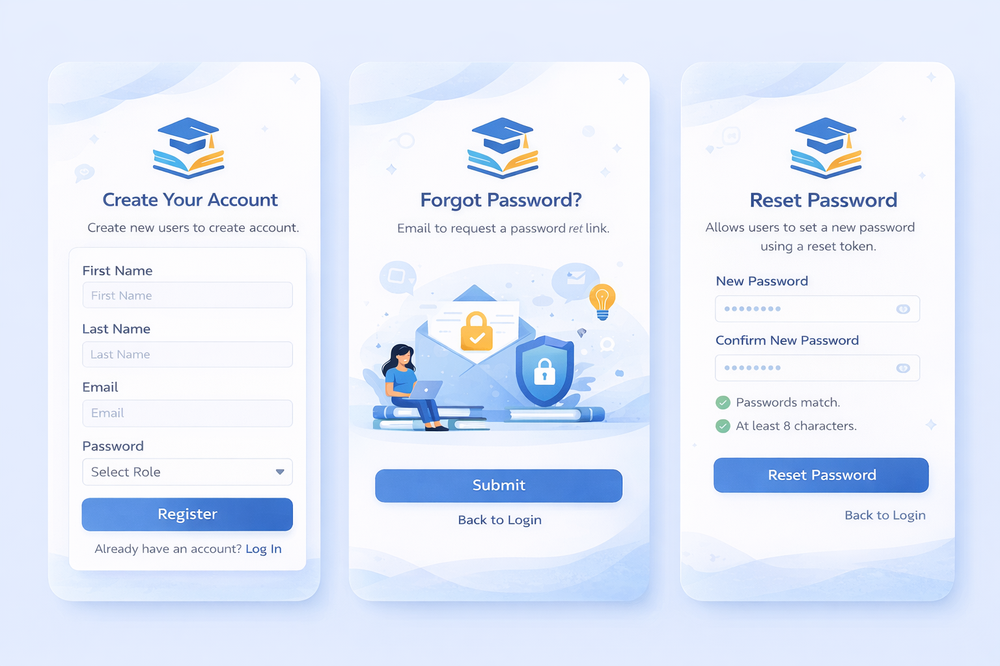 Create Your Account
Create new users to create account.
First Name
First Name
Last Name
Last Name
Email
Email
Password
Select Role
Register
Already have an account? Log In
Forgot Password?
Email to request a password ret link.
Submit
Back to Login
Reset Password
Allows users to set a new password
using a reset token.
New Password
Confirm New Password
Passwords match.
At least 8 characters.
Reset Password
Back to Login